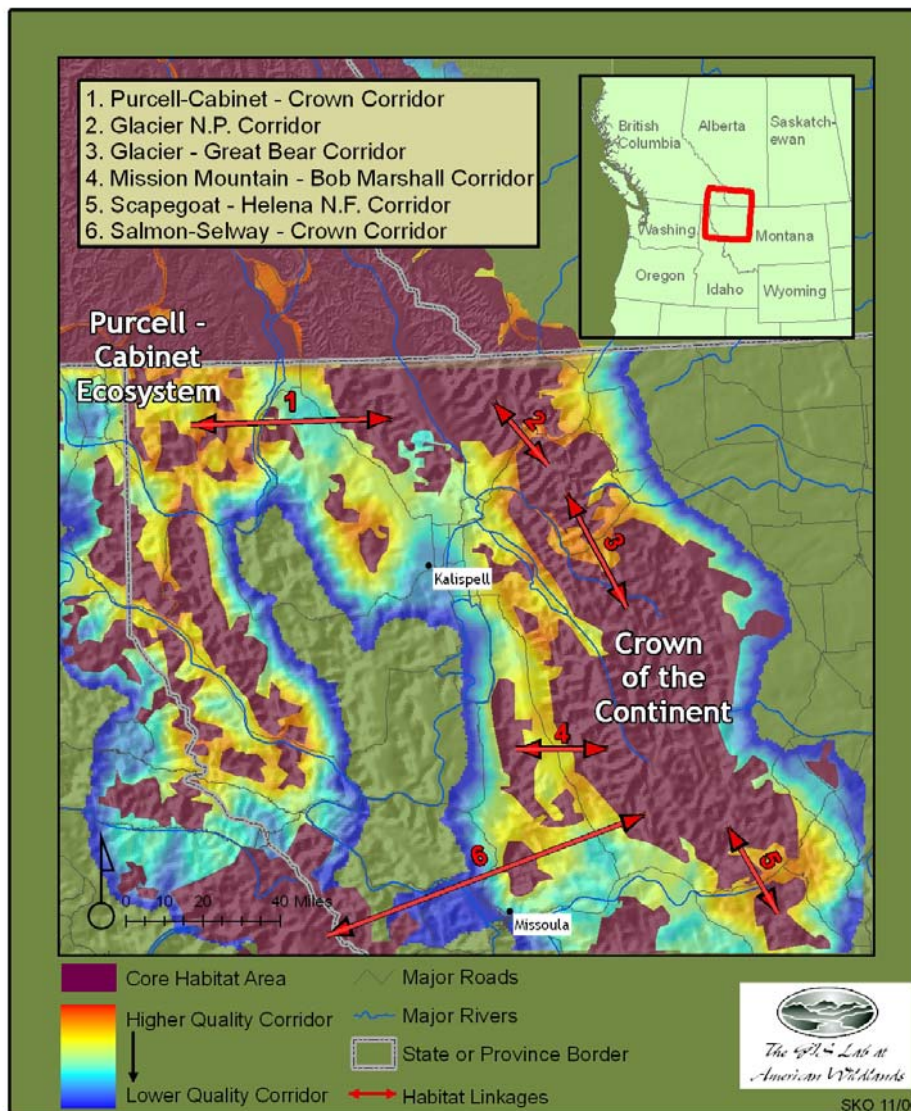 1. Purcell-Cabinet - Crown Corridor
2. Glacier N.P. Corridor
3. Glacier - Great Bear Corridor
4. Mission Mountain - Bob Marshall Corridor
5. Scapegoat - Helena N.F. Corridor
6. Salmon-Selway - Crown Corridor
British
Columbia
Alberta
Saskatch-
ewan
Washing.
Montana
Oregon
Idaho
Wyoming
Purcell -
Cabinet
Ecosystem
1
2
3
Kalispell
Crown
of the
Continent
4
6
5
0 10 20 40 Miles
Missoula
Core Habitat Area
Higher Quality Corridor
Lower Quality Corridor
Major Roads
Major Rivers
State or Province Border
Habitat Linkages
The GIS Lab at
American Wildlands